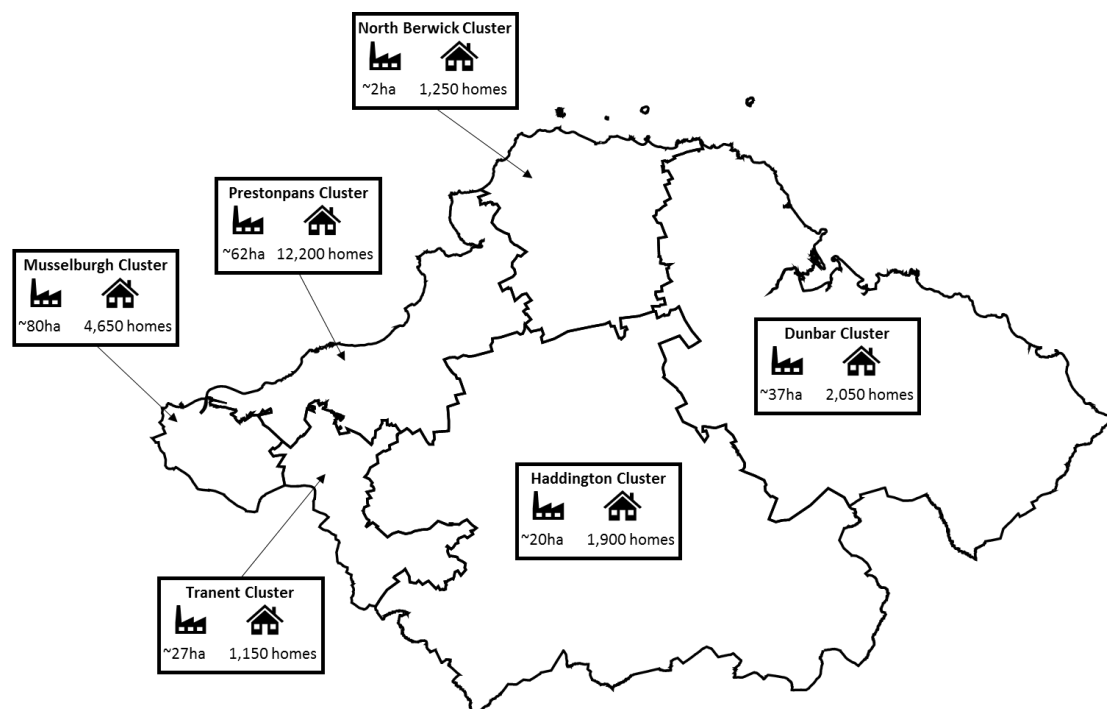 North Berwick Cluster
~2ha 1,250 homes
Prestonpans Cluster
~62ha 12,200 homes
Musselburgh Cluster
~80ha 4,650 homes
Dunbar Cluster
~37ha 2,050 homes
Haddington Cluster
~20ha 1,900 homes
Tranent Cluster
~27ha 1,150 homes